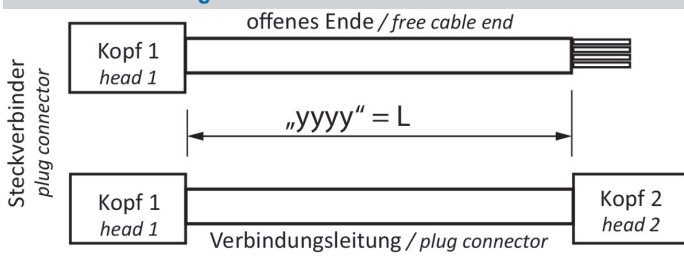 offenes Ende / free cable end
Kopf 1
head 1
Steckverbinder
plug connector
„yyyy“ = L
Kopf 1
head 1
Kopf 2
head 2
Verbindungsleitung / plug connector